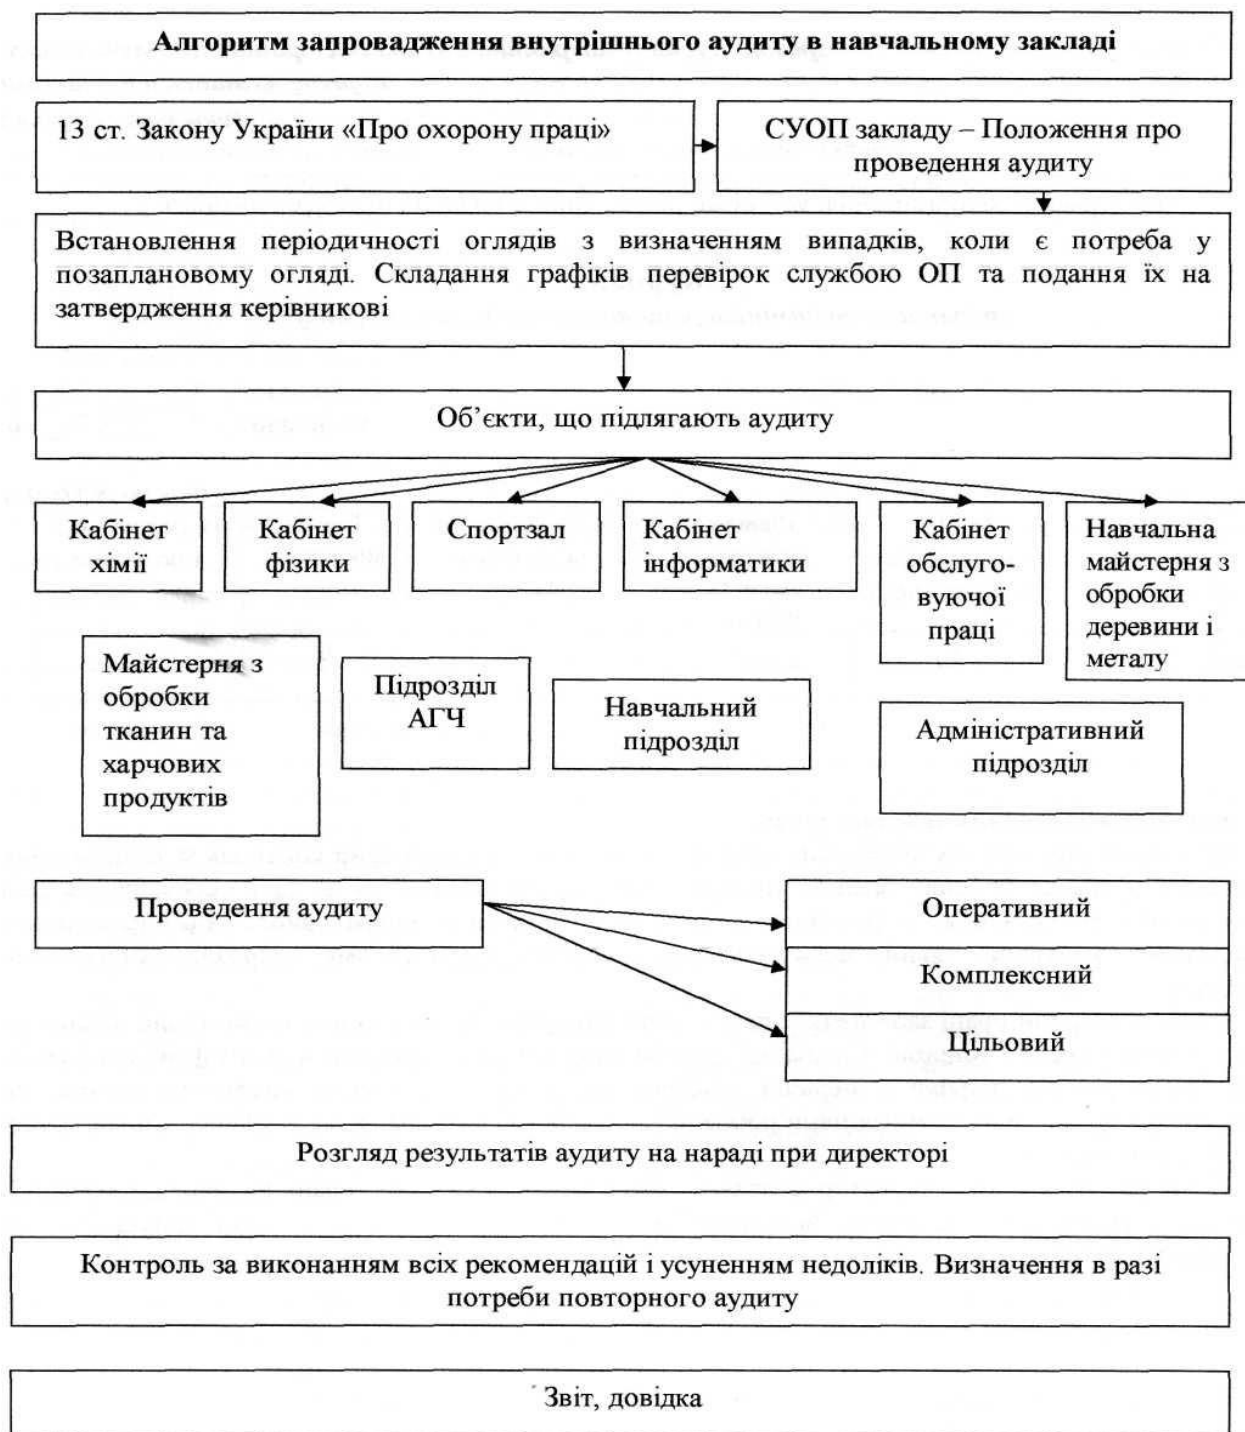 Алгоритм запровадження внутрішнього аудиту в навчальному закладі
13 ст. Закону України «Про охорону праці»
СУОП закладу – Положення про
проведення аудиту
Встановлення періодичності оглядів з визначенням випадків, коли є потреба у
позаплановому огляді. Складання графіків перевірок службою ОП та подання їх на
затвердження керівникові
Об’єкти, що підлягають аудиту
Кабінет
хімії
Кабінет
фізики
Спортзал
Кабінет
інформатики
Кабінет
обслуго-
вуючої
праці
Навчальна
майстерня з
обробки
деревини і
металу
Майстерня з
обробки
тканин та
харчових
продуктів
Підрозділ
АГЧ
Навчальний
підрозділ
Адміністративний
підрозділ
Проведення аудиту
Оперативний
Комплексний
Цільовий
Розгляд результатів аудиту на нараді при директорі
Контроль за виконанням всіх рекомендацій і усуненням недоліків. Визначення в разі
потреби повторного аудиту
Звіт, довідка